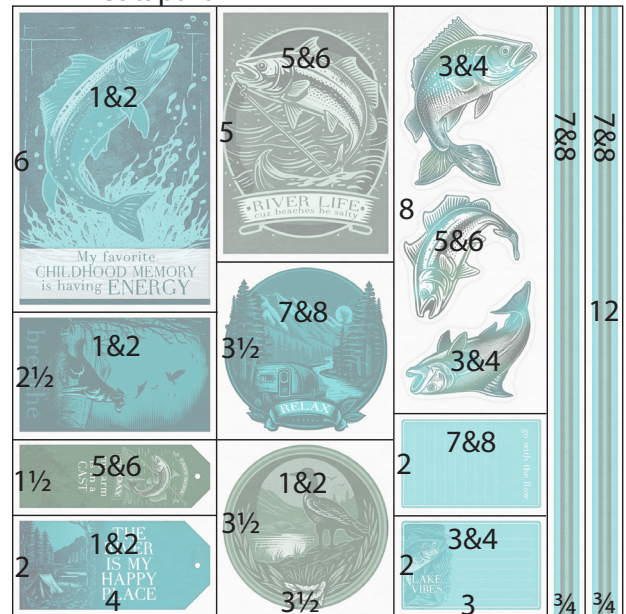 1&2
6
My favorite
CHILDHOOD MEMORY
is having ENERGY
5&6
5
RIVER LIFE
cuz beaches be salty
3&4
8
5&6
3&4
7&8
7&8
12
¾
¾
1&2
2½
7&8
3½
RELAX
5&6
1½
CAST
1&2
2
THE
RIVER
IS MY
HAPPY
PLACE
4
1&2
3½
3½
7&8
2
go with the flow
3&4
2
LAKE
VIBES
3